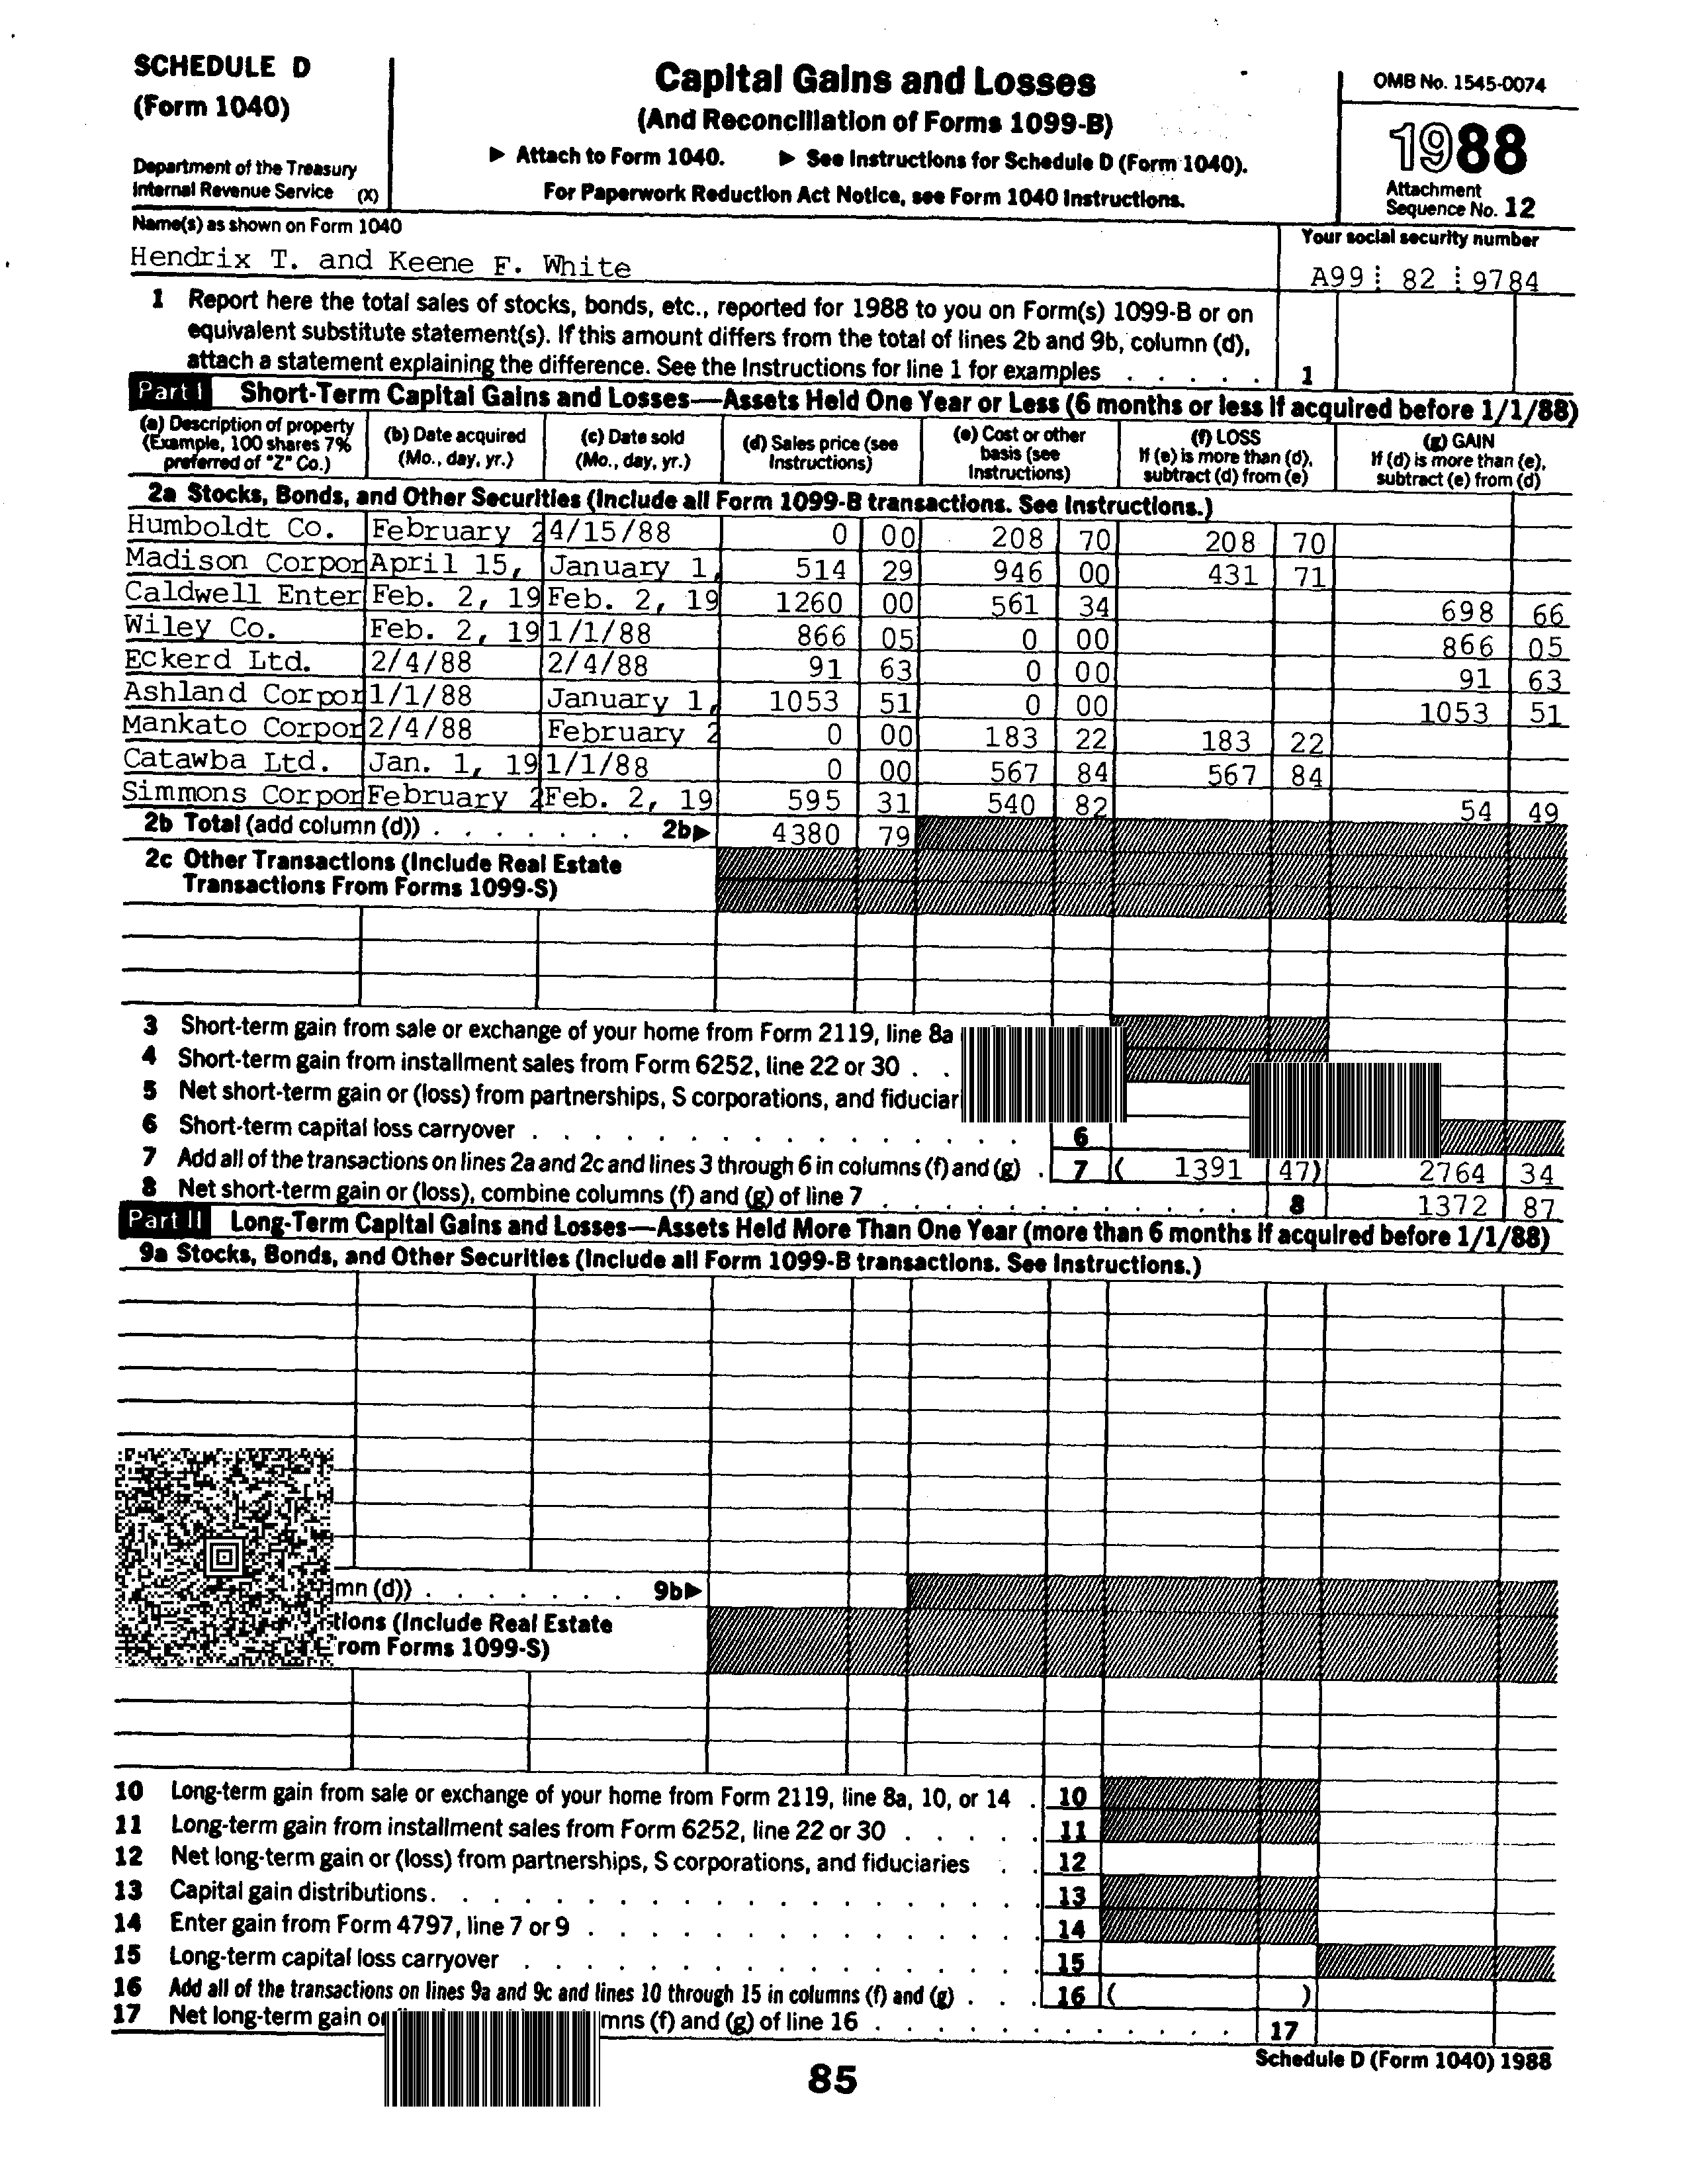 SCHEDULE D
(Form 1040)
Department of the Treasury
Internal Revenue Service (X)
Capital Gains and Losses
(And Reconciliation of Forms 1099-B)
▶ Attach to Form 1040. ▶ See Instructions for Schedule D (Form 1040).
For Paperwork Reduction Act Notice, see Form 1040 Instructions.
OMB No. 1545-0074
1988
Attachment
Sequence No. 12
Name(s) as shown on Form 1040
Hendrix T. and Keene F. White
Your social security number
A99 82 9784
1 Report here the total sales of stocks, bonds, etc., reported for 1988 to you on Form(s) 1099-B or on
equivalent substitute statement(s). If this amount differs from the total of lines 2b and 9b, column (d),
attach a statement explaining the difference. See the Instructions for line 1 for examples . . . . . 1
Part I Short-Term Capital Gains and Losses—Assets Held One Year or Less (6 months or less if acquired before 1/1/88)
(a) Description of property
(Example, 100 shares 7%
preferred of "Z" Co.)
(b) Date acquired
(Mo., day, yr.)
(c) Date sold
(Mo., day, yr.)
(d) Sales price (see
Instructions)
(e) Cost or other
basis (see
Instructions)
(f) LOSS
If (e) is more than (d),
subtract (d) from (e)
(g) GAIN
If (d) is more than (e),
subtract (e) from (d)
2a Stocks, Bonds, and Other Securities (Include all Form 1099-B transactions. See Instructions.)
Humboldt Co. February 2 4/15/88 0 00 208 70 208 70
Madison Corpor April 15, January 1, 514 29 946 00 431 71
Caldwell Enter Feb. 2, 19 Feb. 2, 19 1260 00 561 34 698 66
Wiley Co. Feb. 2, 19 1/1/88 866 05 0 00 866 05
Eckerd Ltd. 2/4/88 2/4/88 91 63 0 00 91 63
Ashland Corpor 1/1/88 January 1, 1053 51 0 00 1053 51
Mankato Corpor 2/4/88 February 2 0 00 183 22 183 22
Catawba Ltd. Jan. 1, 19 1/1/88 0 00 567 84 567 84
Simmons Corpor February 2 Feb. 2, 19 595 31 540 82 54 49
2b Total (add column (d)) . . . . . . . 2b▶ 4380 79
2c Other Transactions (Include Real Estate
Transactions From Forms 1099-S)
3 Short-term gain from sale or exchange of your home from Form 2119, line 8a
4 Short-term gain from installment sales from Form 6252, line 22 or 30 . .
5 Net short-term gain or (loss) from partnerships, S corporations, and fiduciar
6 Short-term capital loss carryover . . . . . . . . . . . . . . . . . 6
7 Add all of the transactions on lines 2a and 2c and lines 3 through 6 in columns (f) and (g) . 7 ( 1391 47) 2764 34
8 Net short-term gain or (loss), combine columns (f) and (g) of line 7 . . . . . . . . . . . . . 8 1372 87
Part II Long-Term Capital Gains and Losses—Assets Held More Than One Year (more than 6 months if acquired before 1/1/88)
9a Stocks, Bonds, and Other Securities (Include all Form 1099-B transactions. See Instructions.)
mn (d)) . . . . . . . 9b▶
tions (Include Real Estate
rom Forms 1099-S)
10 Long-term gain from sale or exchange of your home from Form 2119, line 8a, 10, or 14 . 10
11 Long-term gain from installment sales from Form 6252, line 22 or 30 . . . . . 11
12 Net long-term gain or (loss) from partnerships, S corporations, and fiduciaries . . 12
13 Capital gain distributions. . . . . . . . . . . . . . . . . . . . 13
14 Enter gain from Form 4797, line 7 or 9 . . . . . . . . . . . . . . 14
15 Long-term capital loss carryover . . . . . . . . . . . . . . . . . 15
16 Add all of the transactions on lines 9a and 9c and lines 10 through 15 in columns (f) and (g) . . . 16 ( )
17 Net long-term gain o mns (f) and (g) of line 16 . . . . . . . . . . . . 17
Schedule D (Form 1040) 1988
85